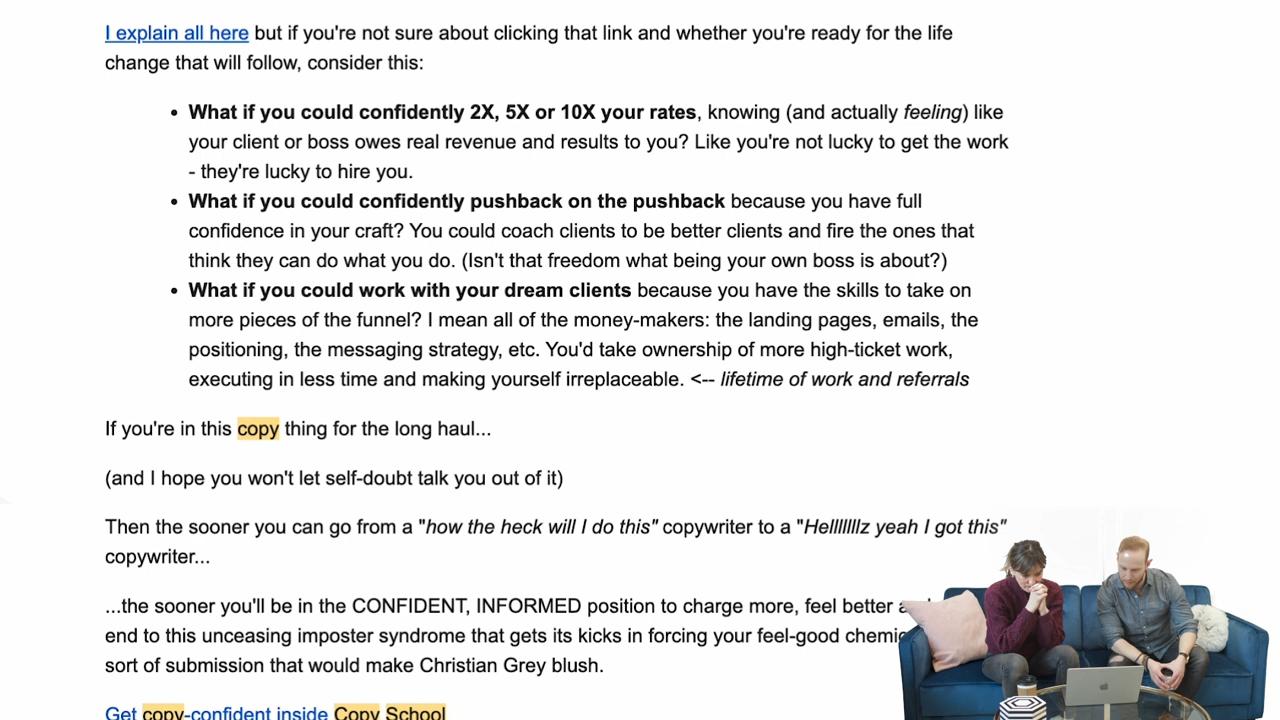 I explain all here but if you're not sure about clicking that link and whether you're ready for the life
change that will follow, consider this:
• What if you could confidently 2X, 5X or 10X your rates, knowing (and actually feeling) like
your client or boss owes real revenue and results to you? Like you're not lucky to get the work
- they're lucky to hire you.
• What if you could confidently pushback on the pushback because you have full
confidence in your craft? You could coach clients to be better clients and fire the ones that
think they can do what you do. (Isn't that freedom what being your own boss is about?)
• What if you could work with your dream clients because you have the skills to take on
more pieces of the funnel? I mean all of the money-makers: the landing pages, emails, the
positioning, the messaging strategy, etc. You'd take ownership of more high-ticket work,
executing in less time and making yourself irreplaceable. <-- lifetime of work and referrals
If you're in this copy thing for the long haul...
(and I hope you won't let self-doubt talk you out of it)
Then the sooner you can go from a "how the heck will I do this" copywriter to a "Helllllllz yeah I got this"
copywriter...
...the sooner you'll be in the CONFIDENT, INFORMED position to charge more, feel better
end to this unceasing imposter syndrome that gets its kicks in forcing your feel-good
sort of submission that would make Christian Grey blush.
Get copy-confident inside Copy School